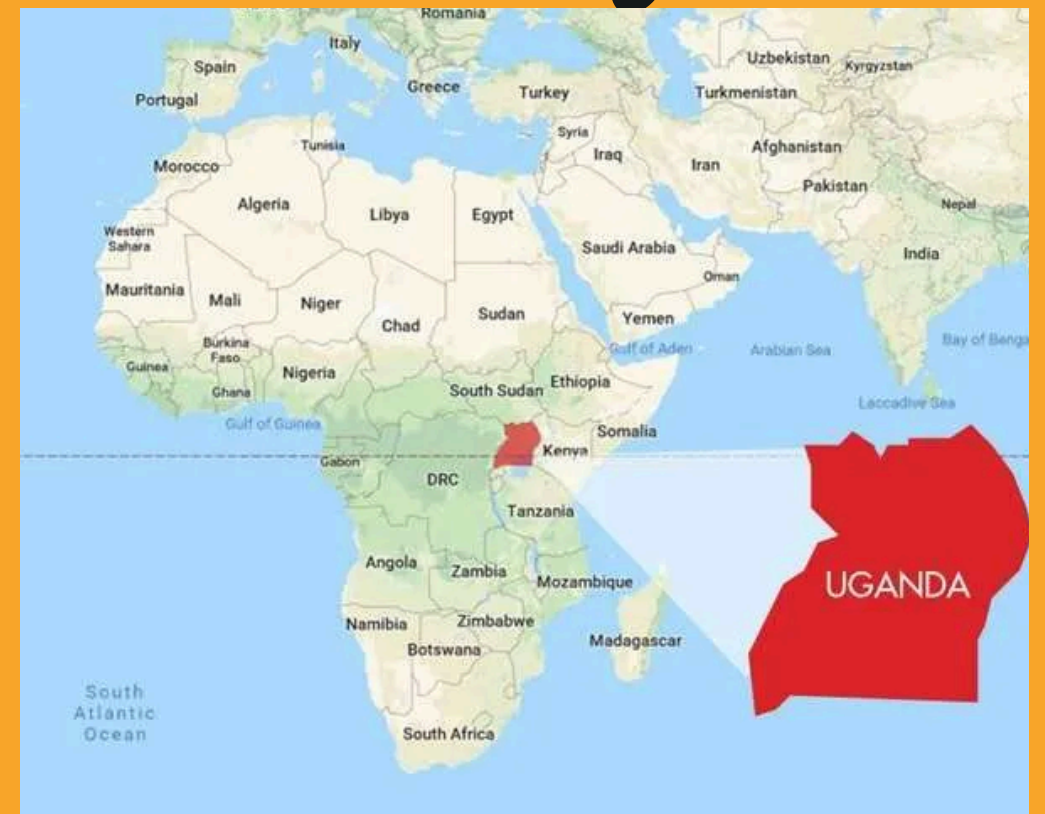 Romania
Italy
Uzbekistan
Spain
Kyrgyzstan
Greece
Turkey
Turkmenistan
Portugal
Syria
Tunisia
Afghanistan
Iraq
Iran
Morocco
Pakistan
Algeria
Nepal
Libya
Egypt
Western
Sahara
Saudi Arabia
India
Oman
Mauritania
Mali
Niger
Sudan
Yemen
Chad
Burkina
Faso
Bay of Benga
Gulf of Aden
Arabian Sea
Guinea
Nigeria
Ethiopia
South Sudan
Ghana
Laccadive Sea
Gulf of Guinea
Somalia
Kenya
Gabon
DRC
Tanzania
Angola
Zambia
Mozambique
UGANDA
Namibia
Zimbabwe
Madagascar
Botswana
South
Atlantic
Ocean
South Africa